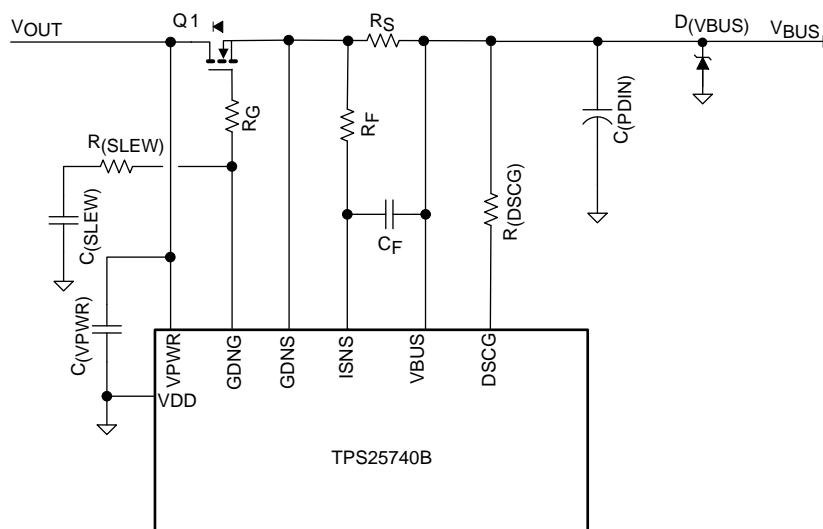 VOUT
Q1
RS
D(VBUS)
VBUS
RG
RF
C(PDIN)
R(SLEW)
C(SLEW)
CF
R(DSCG)
C(VPWR)
VPWR
GDNG
GDNS
ISNS
VBUS
DSCG
VDD
TPS25740B